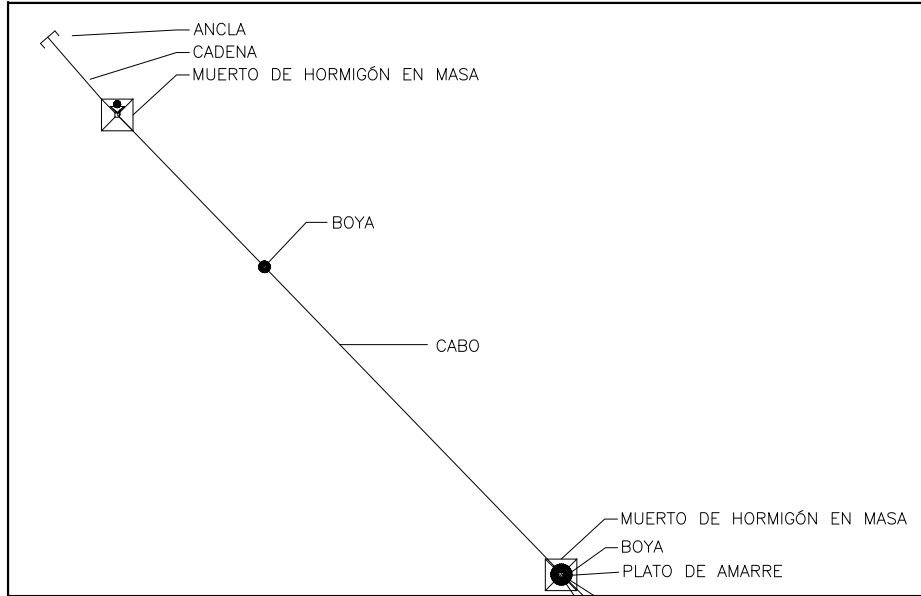 ANCLA
CADENA
MUERTO DE HORMIGÓN EN MASA
BOYA
CABO
MUERTO DE HORMIGÓN EN MASA
BOYA
PLATO DE AMARRE